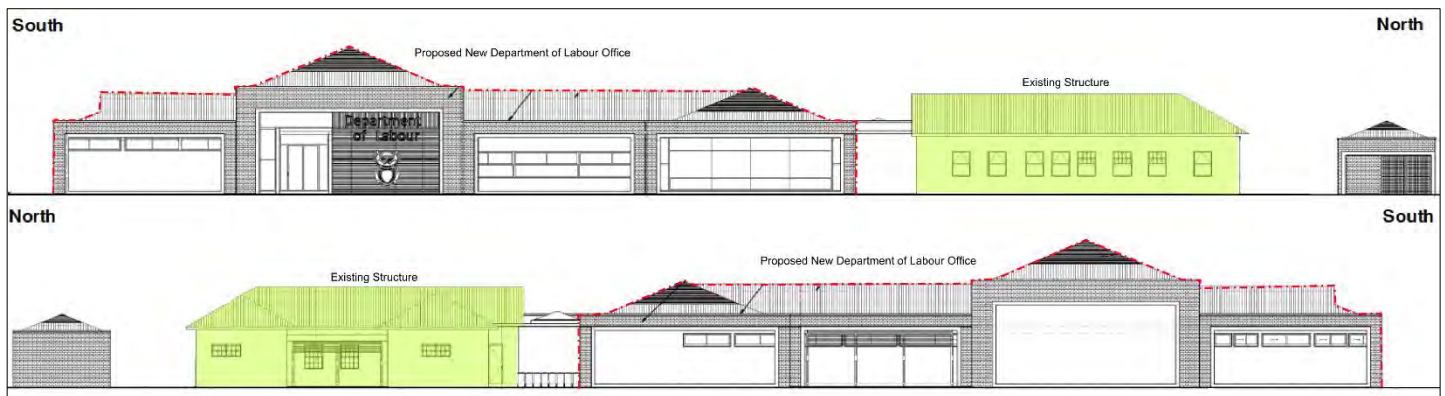 South
North
Proposed New Department of Labour Office
Existing Structure
Department
of Labour
North
South
Proposed New Department of Labour Office
Existing Structure